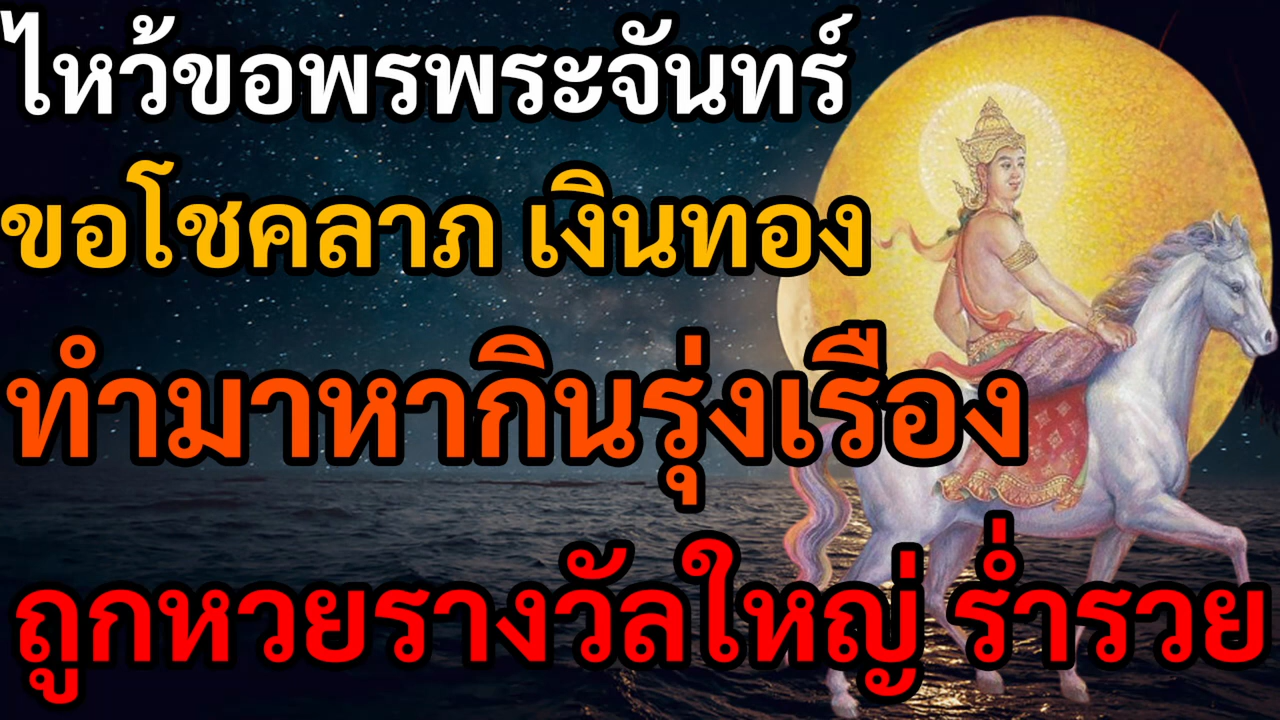 ไหว้ขอพรพระจันทร์
ขอโชคลาภ เงินทอง
ทำมาหากินรุ่งเรือง
ถูกหวยรางวัลใหญ่ ร่ำรวย